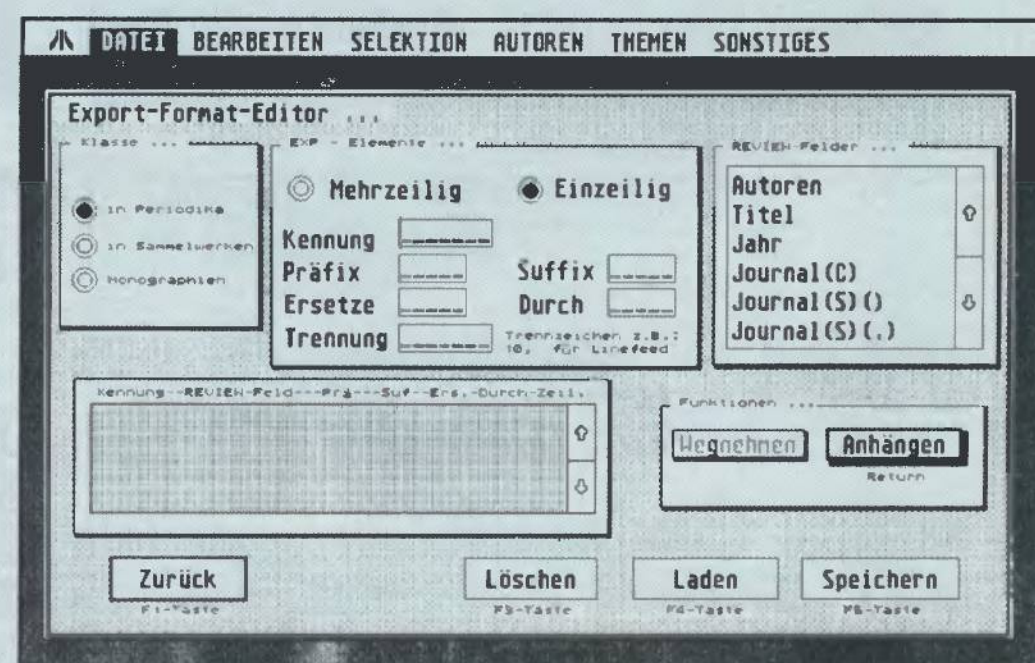 DATEI BEARBEITEN SELEKTION AUTOREN THEMEN SONSTIGES
Export-Format-Editor ...
Klasse ...
in Periodika
in Sammelwerken
Monographien
EXP - Elemente ...
Mehrzeilig Einzeilig
Kennung
Präfix Suffix
Ersetze Durch
Trennung Trennzeichen z.B.:
10, für Linefeed
REVIEW-Felder ...
Autoren
Titel
Jahr
Journal(C)
Journal(S)()
Journal(S)(.)
Kennung--REVIEW-Feld---Prä---Suf--Ers.-Durch-Zeil.
Funktionen ...
Wegnehmen Anhängen
Return
Zurück Löschen Laden Speichern
F1-Taste F3-Taste F4-Taste